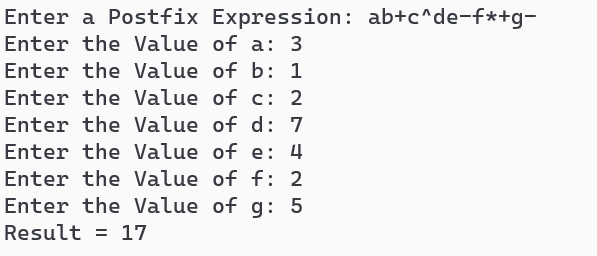 Enter a Postfix Expression: ab+c^de-f*+g-
Enter the Value of a: 3
Enter the Value of b: 1
Enter the Value of c: 2
Enter the Value of d: 7
Enter the Value of e: 4
Enter the Value of f: 2
Enter the Value of g: 5
Result = 17